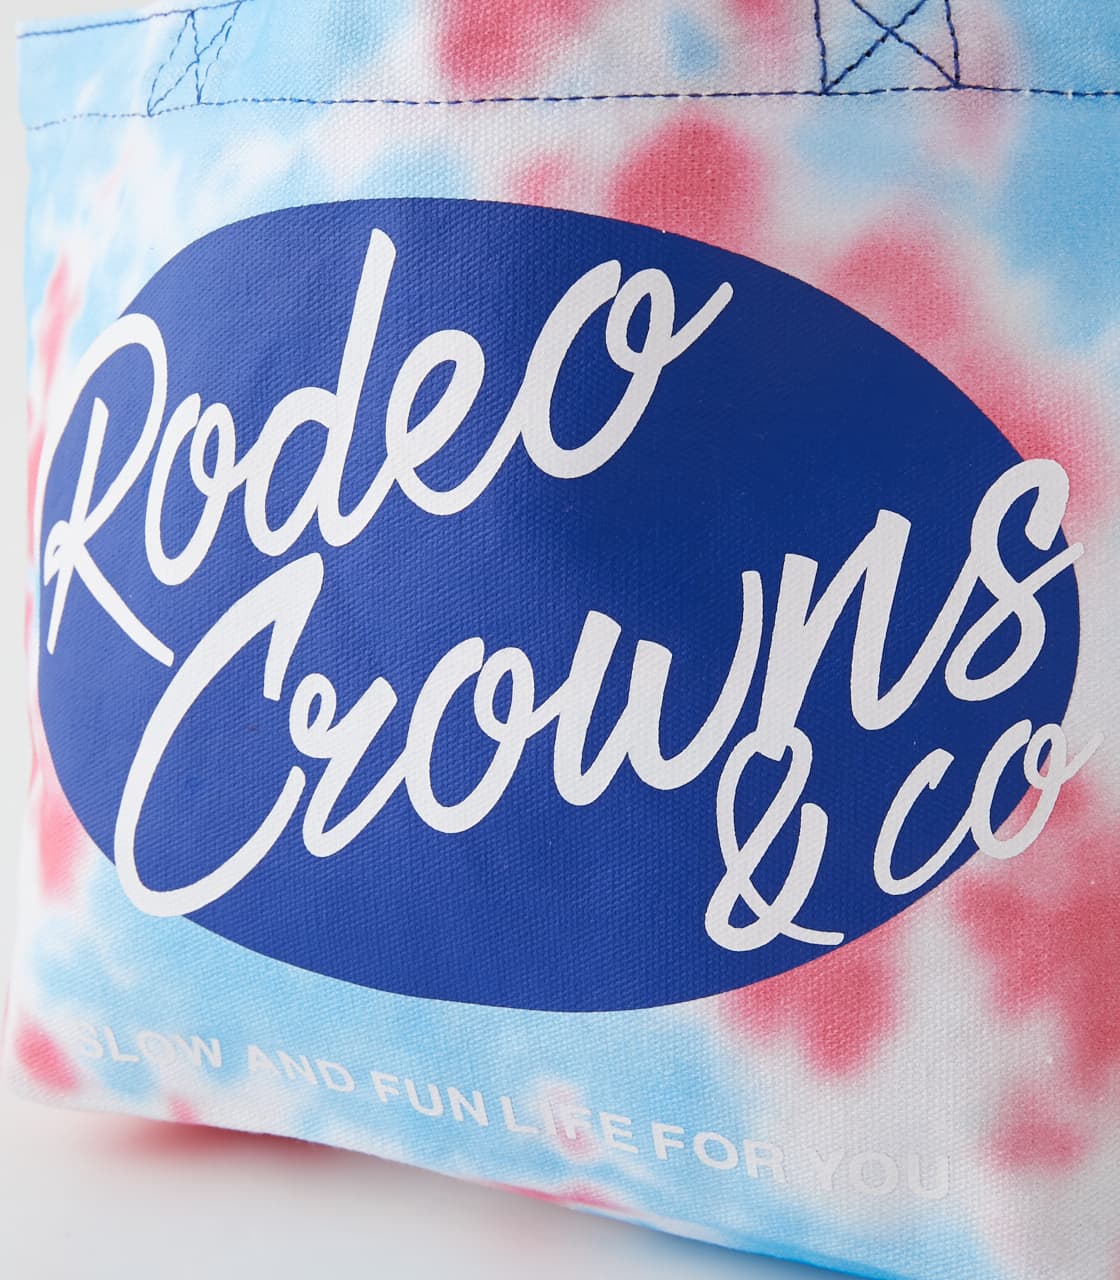 Rodeo
Crowns
& co
SLOW AND FUN LIFE FOR YOU